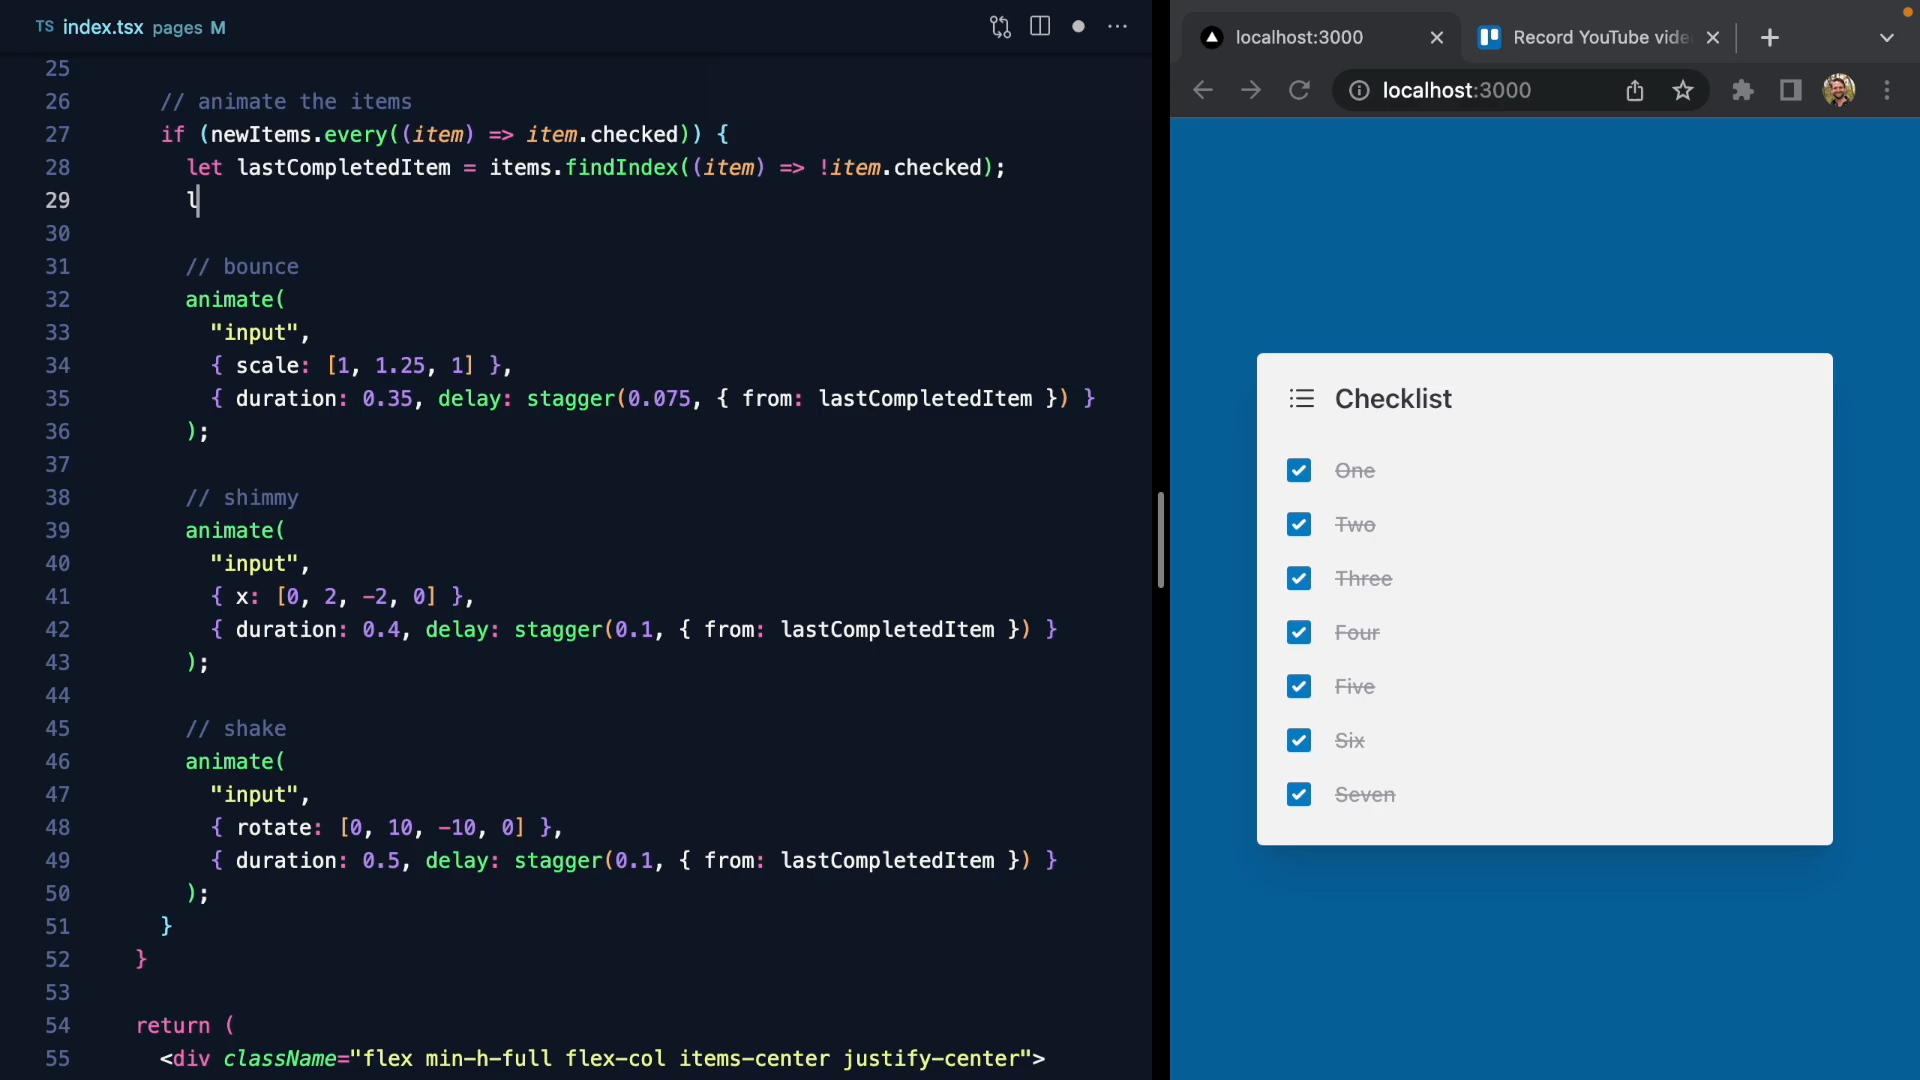 TS index.tsx pages M
25
26 // animate the items
27 if (newItems.every((item) => item.checked)) {
28 let lastCompletedItem = items.findIndex((item) => !item.checked);
29 l
30
31 // bounce
32 animate(
33 "input",
34 { scale: [1, 1.25, 1] },
35 { duration: 0.35, delay: stagger(0.075, { from: lastCompletedItem }) }
36 );
37
38 // shimmy
39 animate(
40 "input",
41 { x: [0, 2, -2, 0] },
42 { duration: 0.4, delay: stagger(0.1, { from: lastCompletedItem }) }
43 );
44
45 // shake
46 animate(
47 "input",
48 { rotate: [0, 10, -10, 0] },
49 { duration: 0.5, delay: stagger(0.1, { from: lastCompletedItem }) }
50 );
51 }
52 }
53
54 return (
55 <div className="flex min-h-full flex-col items-center justify-center">
localhost:3000
Record YouTube vide
localhost:3000
Checklist
One
Two
Three
Four
Five
Six
Seven